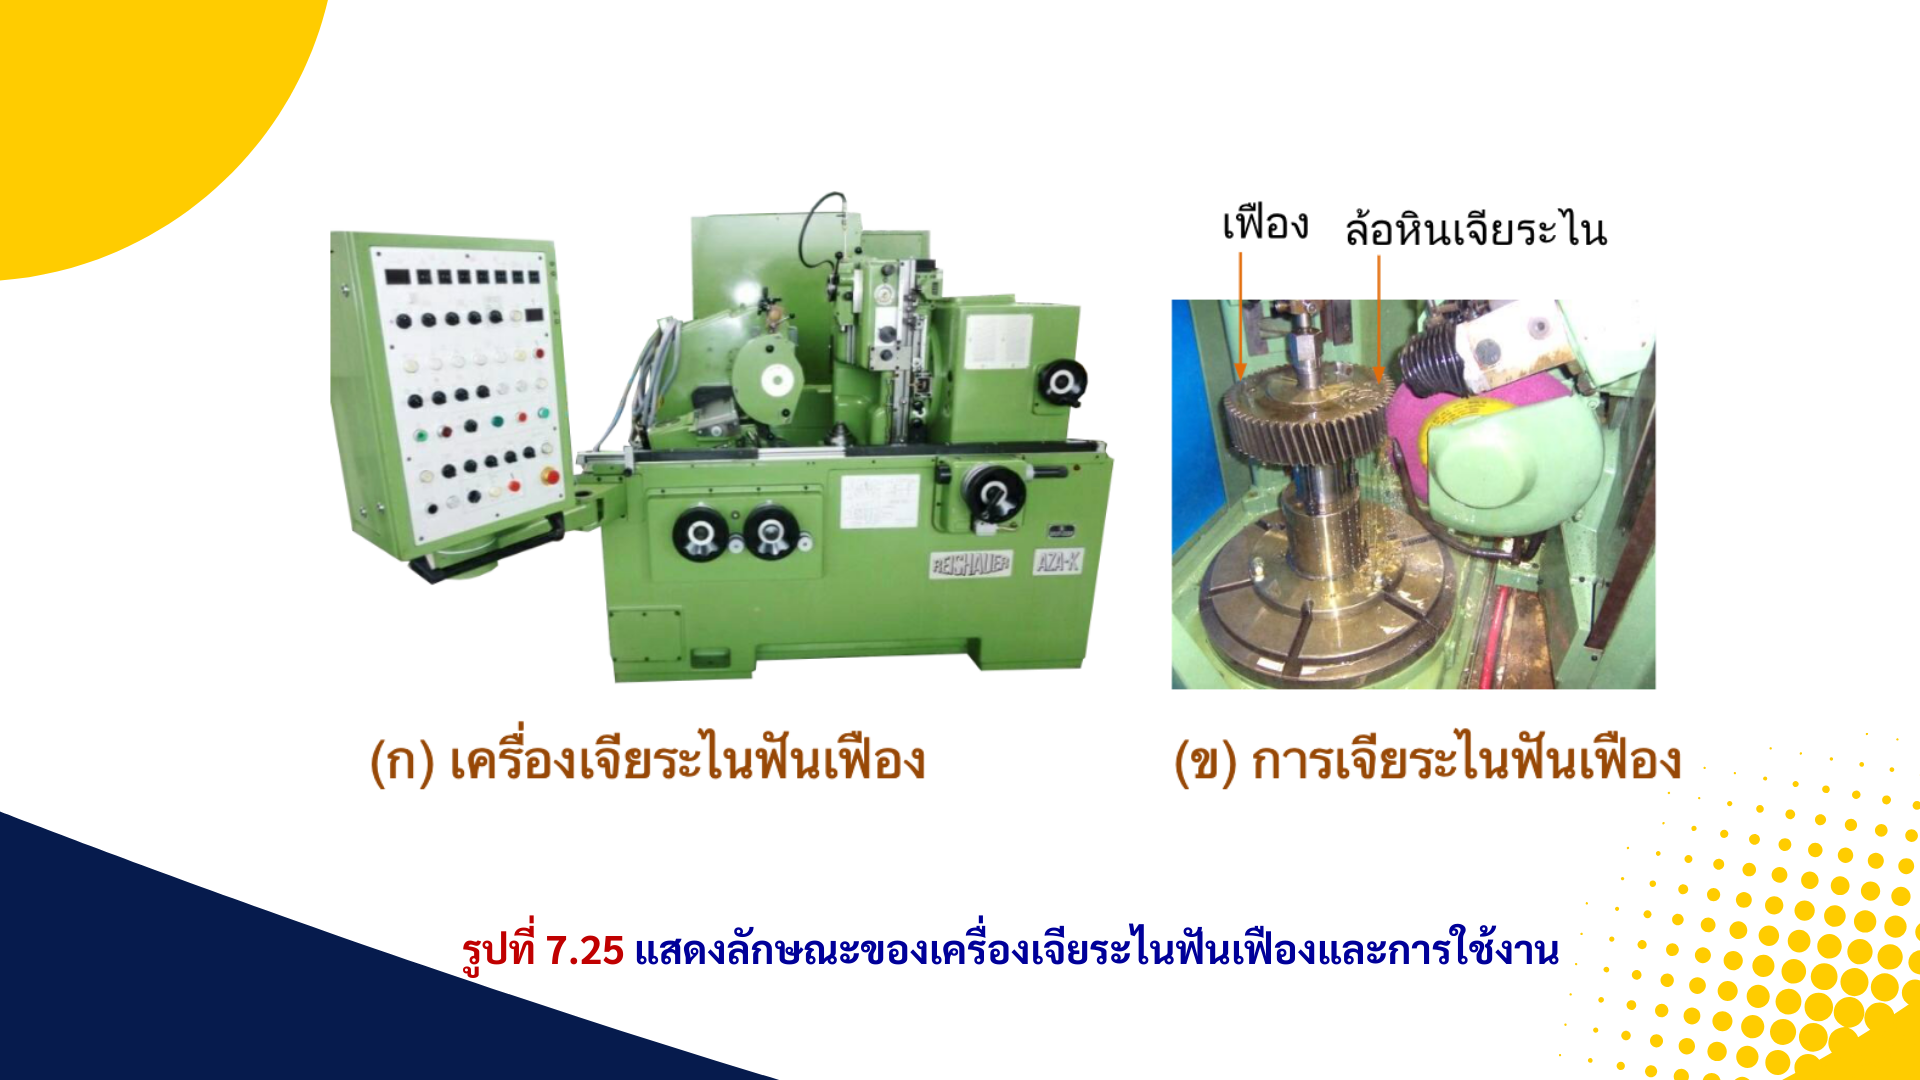 เฟือง
ล้อหินเจียระไน
REISHAUER
AZA-K
(ก) เครื่องเจียระไนฟันเฟือง
(ข) การเจียระไนฟันเฟือง
รูปที่ 7.25 แสดงลักษณะของเครื่องเจียระไนฟันเฟืองและการใช้งาน